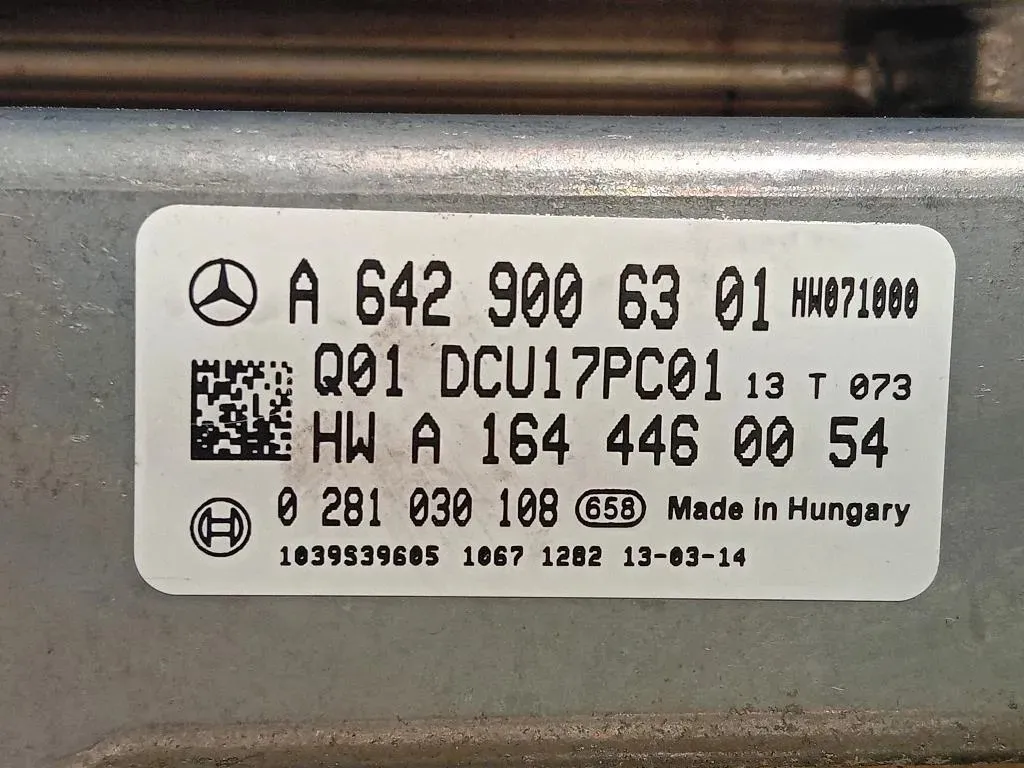 A 642 900 63 01 HW071000
Q01 DCU17PC01 13 T 073
HW A 164 446 00 54
0 281 030 108 658 Made in Hungary
1039S39605 1067 1282 13-03-14